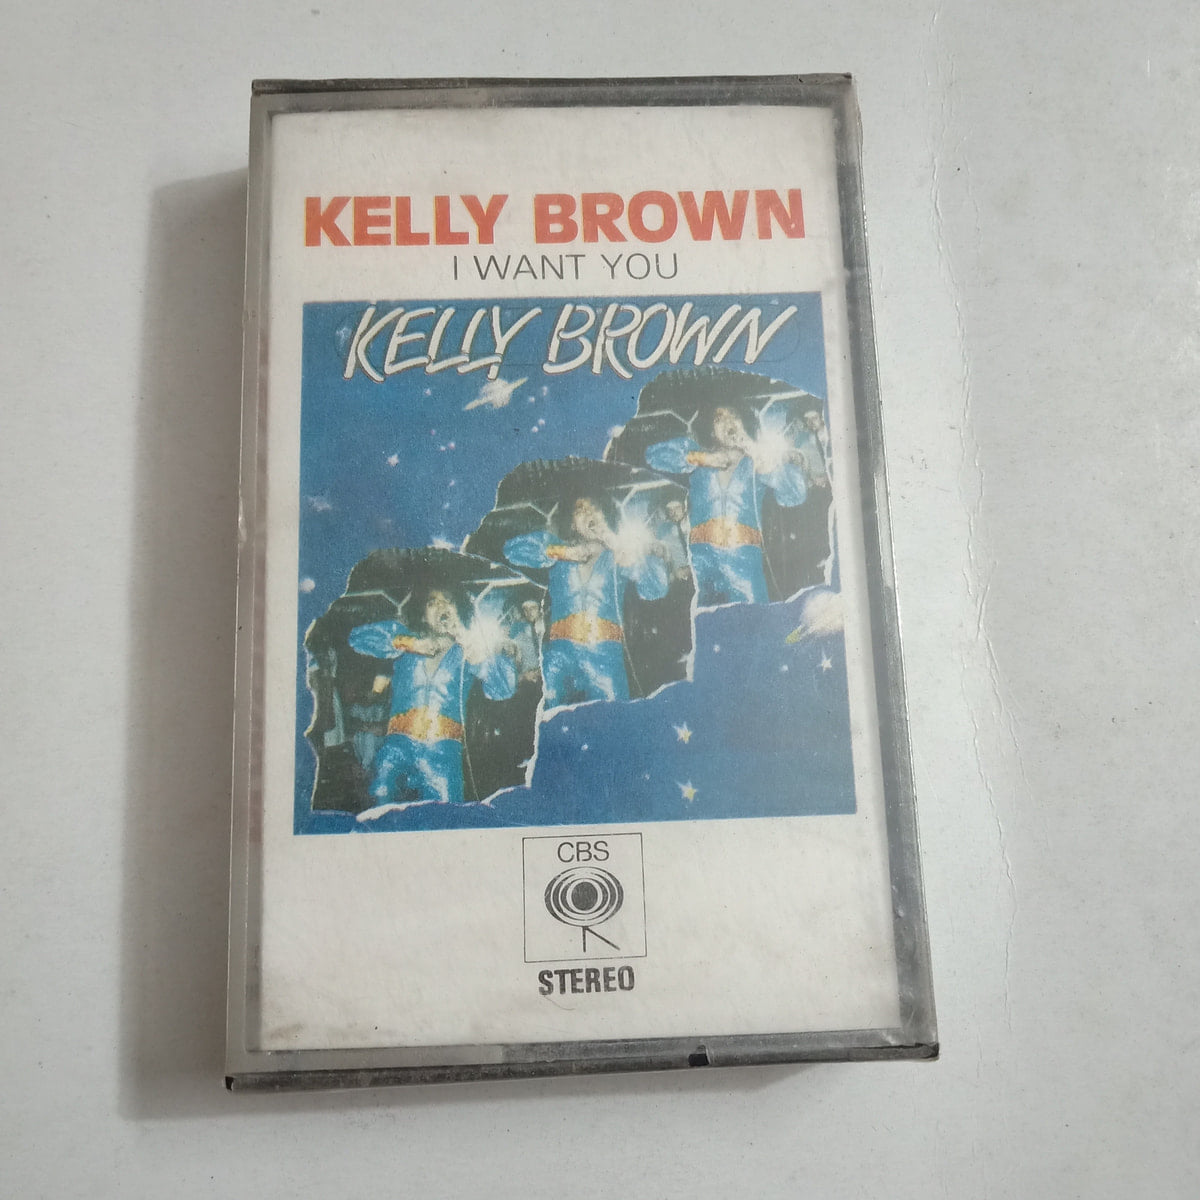 KELLY BROWN
I WANT YOU
KELLY BROWN
CBS
STEREO